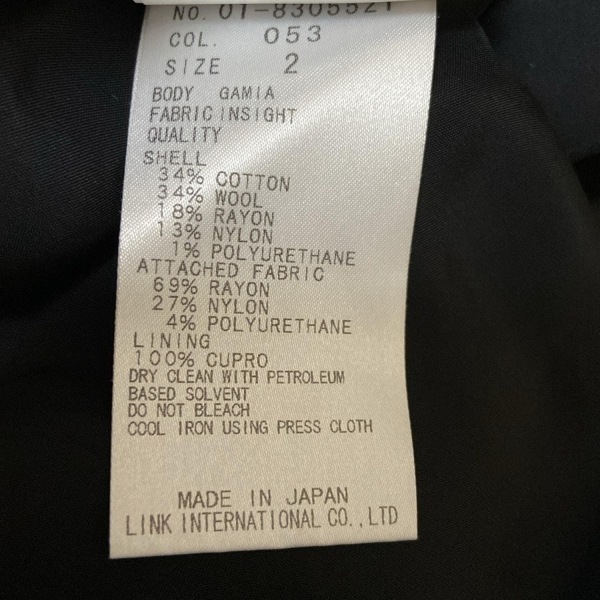 NO. 01-8305521
COL. 053
SIZE 2
BODY GAMIA
FABRIC INSIGHT
QUALITY
SHELL
34% COTTON
34% WOOL
18% RAYON
13% NYLON
1% POLYURETHANE
ATTACHED FABRIC
69% RAYON
27% NYLON
4% POLYURETHANE
LINING
100% CUPRO
DRY CLEAN WITH PETROLEUM
BASED SOLVENT
DO NOT BLEACH
COOL IRON USING PRESS CLOTH
MADE IN JAPAN
LINK INTERNATIONAL CO.,LTD